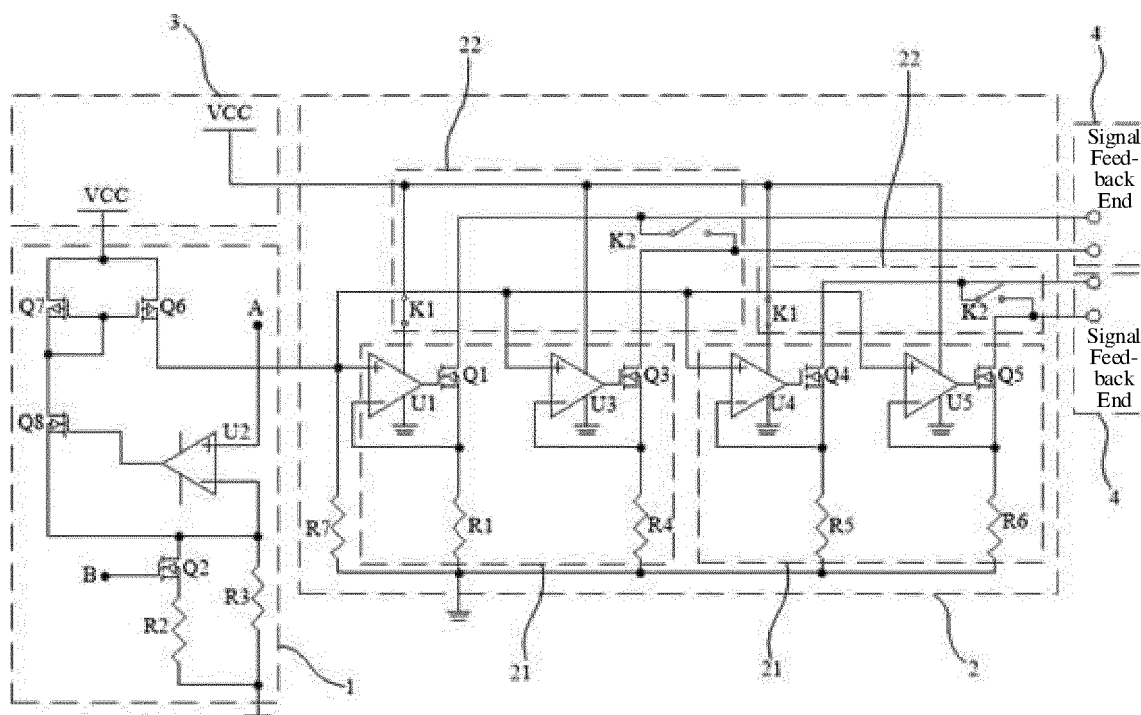 3
VCC
22
22
4
Signal
Feed-
back
End
VCC
K2
Q7
Q6
A
K1
K1
K2
Q1
Q3
Q4
Q5
U1
U3
U4
U5
Signal
Feed-
back
End
Q8
U2
4
R7
R1
R4
R5
R6
B
Q2
R3
R2
1
21
21
2